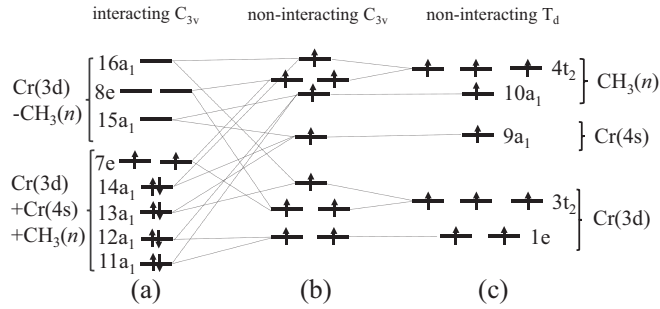 interacting C3v non-interacting C3v non-interacting Td
16a1
8e
15a1
7e
14a1
13a1
12a1
11a1
Cr(3d)
-CH3(n)
Cr(3d)
+Cr(4s)
+CH3(n)
4t2
10a1
9a1
3t2
1e
CH3(n)
Cr(4s)
Cr(3d)
(a) (b) (c)